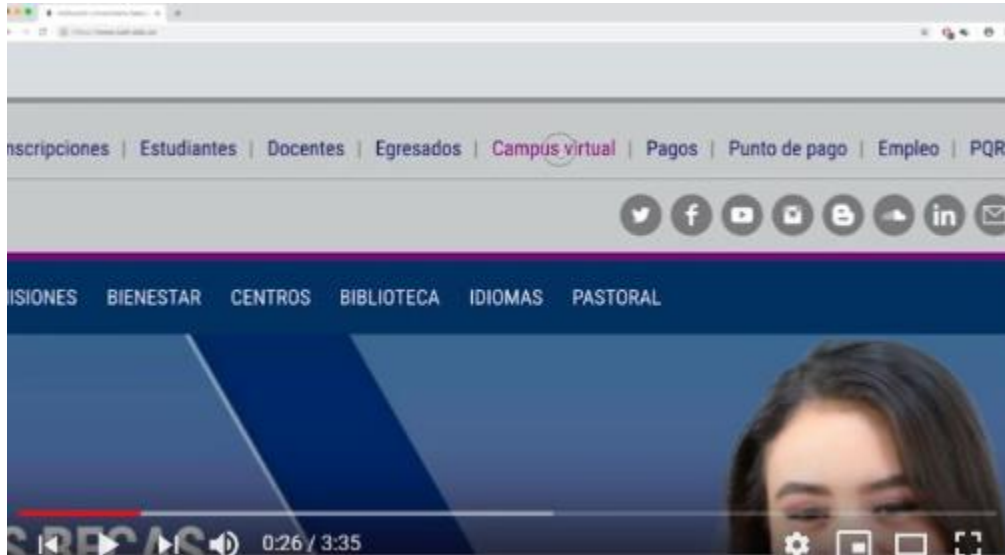 nscripciones | Estudiantes | Docentes | Egresados | Campus virtual | Pagos | Punto de pago | Empleo | PQR
ISIONES BIENESTAR CENTROS BIBLIOTECA IDIOMAS PASTORAL
S BECAS
0:26 / 3:35